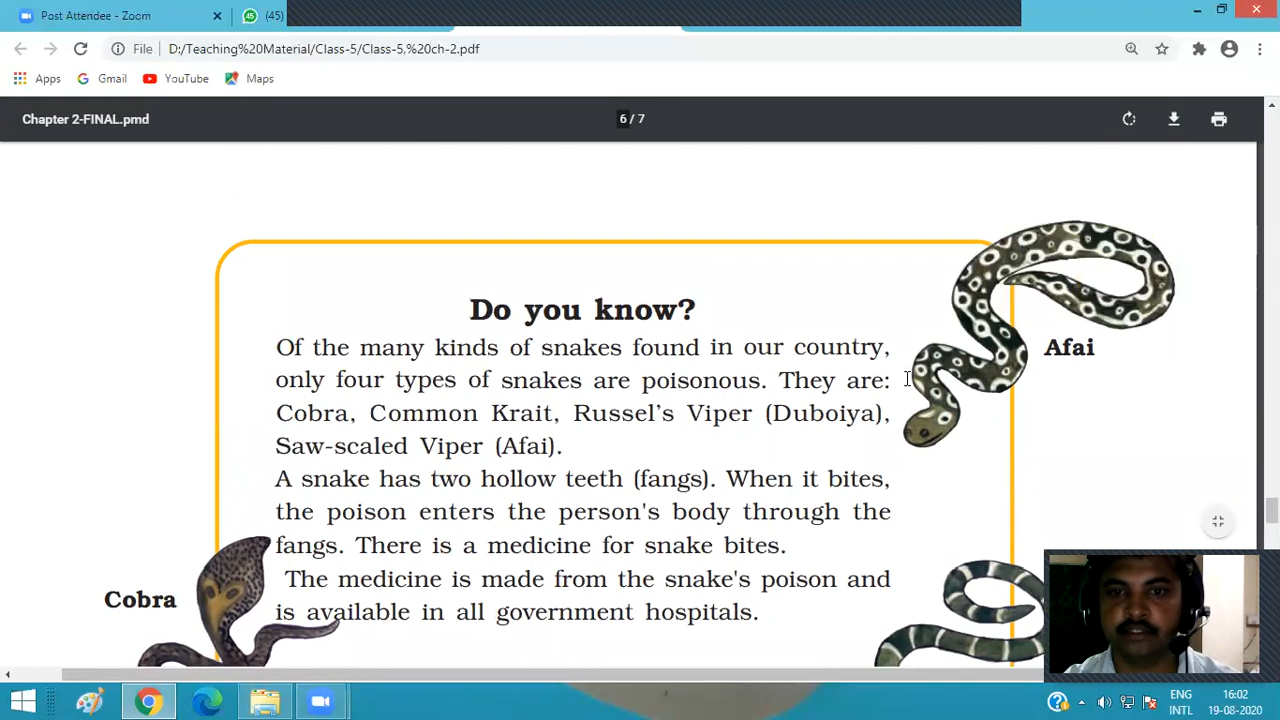 Post Attendee - Zoom
45
(45)
File
D:/Teaching%20Material/Class-5/Class-5,%20ch-2.pdf
Apps
Gmail
YouTube
Maps
Chapter 2-FINAL.pmd
6 / 7
Do you know?
Of the many kinds of snakes found in our country,
only four types of snakes are poisonous. They are:
Cobra, Common Krait, Russel's Viper (Duboiya),
Saw-scaled Viper (Afai).
A snake has two hollow teeth (fangs). When it bites,
the poison enters the person's body through the
fangs. There is a medicine for snake bites.
The medicine is made from the snake's poison and
is available in all government hospitals.
Afai
Cobra
ENG
INTL
16:02
19-08-2020